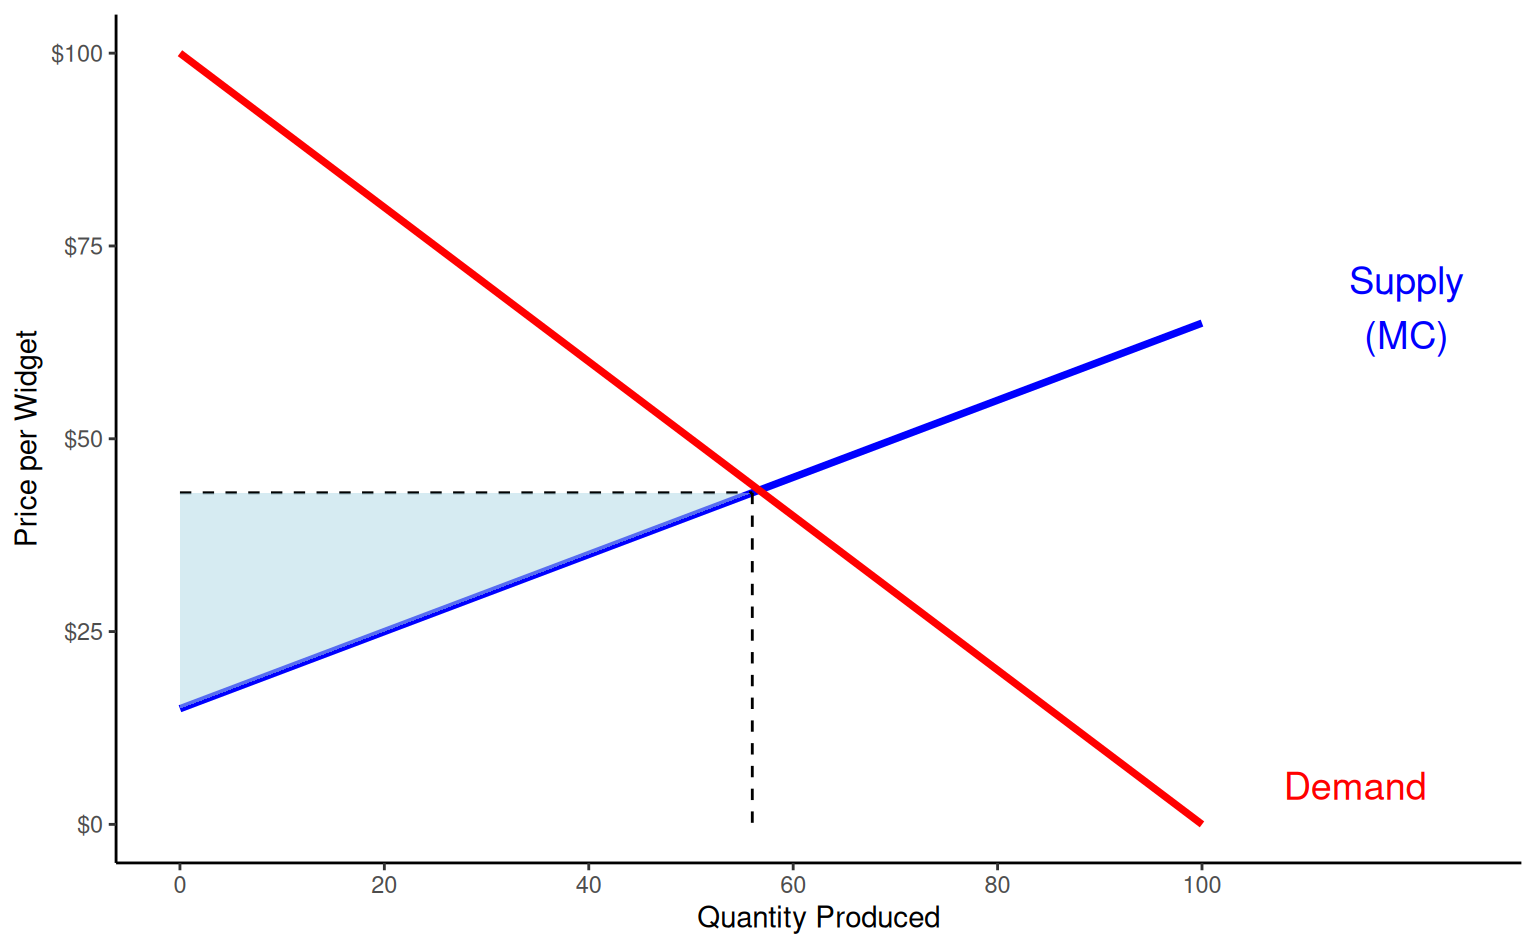 $100
$75
$50
$25
$0
Price per Widget
Supply
(MC)
Demand
0 20 40 60 80 100
Quantity Produced